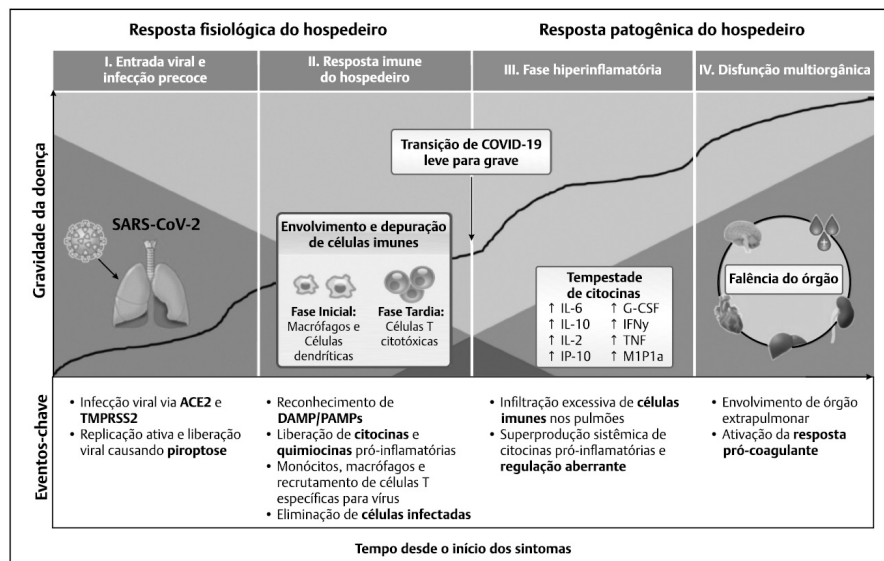 Resposta fisiológica do hospedeiro
Resposta patogênica do hospedeiro
I. Entrada viral e
infecção precoce
II. Resposta imune
do hospedeiro
III. Fase hiperinflamatória
IV. Disfunção multiorgânica
Gravidade da doença
Transição de COVID-19
leve para grave
SARS-CoV-2
Envolvimento e depuração
de células imunes
Fase Inicial:
Macrófagos e
Células
dendríticas
Fase Tardia:
Células T
citotóxicas
Tempestade
de citocinas
↑ IL-6 ↑ G-CSF
↑ IL-10 ↑ IFNy
↑ IL-2 ↑ TNF
↑ IP-10 ↑ M1P1a
Falência do órgão
Eventos-chave
• Infecção viral via ACE2 e
TMPRSS2
• Replicação ativa e liberação
viral causando piroptose
• Reconhecimento de
DAMP/PAMPs
• Liberação de citocinas e
quimiocinas pró-inflamatórias
• Monócitos, macrófagos e
recrutamento de células T
específicas para vírus
• Eliminação de células infectadas
• Infiltração excessiva de células
imunes nos pulmões
• Superprodução sistêmica de
citocinas pró-inflamatórias e
regulação aberrante
• Envolvimento de órgão
extrapulmonar
• Ativação da resposta
pró-coagulante
Tempo desde o início dos sintomas